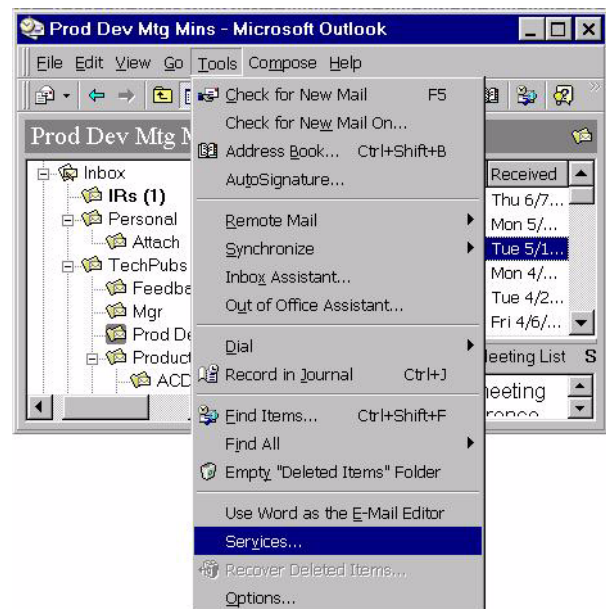 Prod Dev Mtg Mins - Microsoft Outlook
File Edit View Go Tools Compose Help
Prod Dev Mtg
Inbox
IRs (1)
Personal
Attach
TechPubs
Feedba
Mgr
Prod De
Product
ACD
Check for New Mail F5
Check for New Mail On...
Address Book... Ctrl+Shift+B
AutoSignature...
Remote Mail
Synchronize
Inbox Assistant...
Out of Office Assistant...
Dial
Record in Journal Ctrl+J
Find Items... Ctrl+Shift+F
Find All
Empty "Deleted Items" Folder
Use Word as the E-Mail Editor
Services...
Recover Deleted Items...
Options...
Received
Thu 6/7...
Mon 5/...
Tue 5/1...
Mon 4/...
Tue 4/2...
Fri 4/6/...
leeting List S
leeting